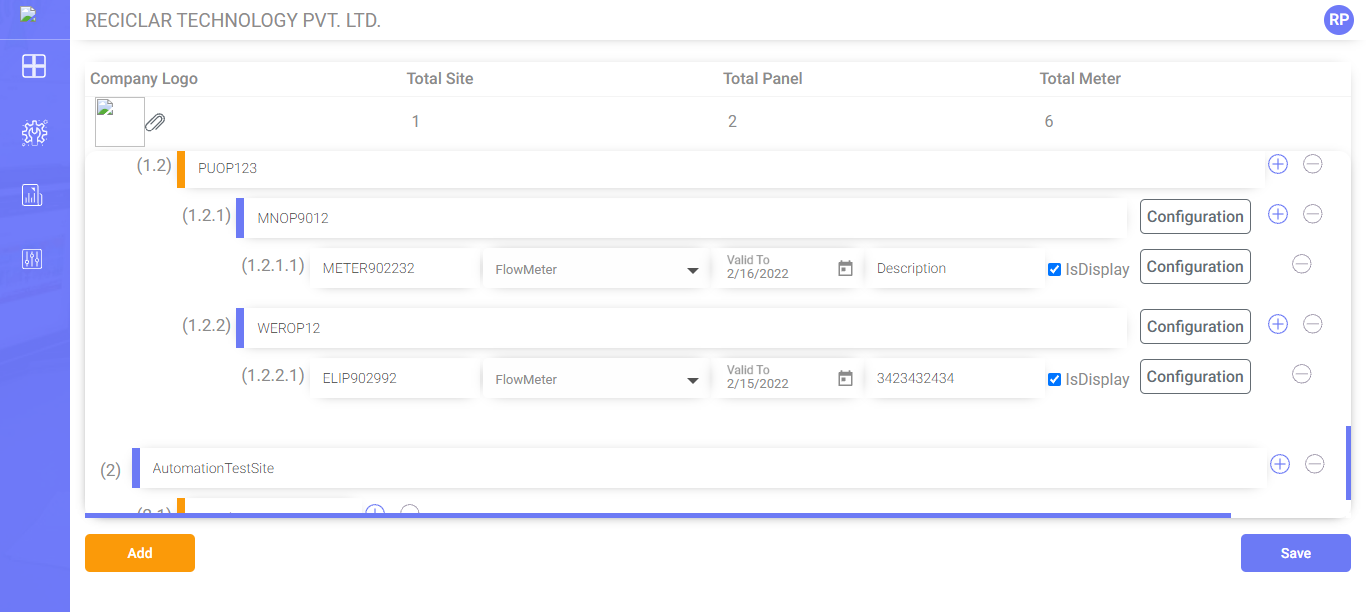 RECICLAR TECHNOLOGY PVT. LTD.
RP
Company Logo Total Site Total Panel Total Meter
1 2 6
(1.2) PUOP123
(1.2.1) MNOP9012 Configuration
(1.2.1.1) METER902232 FlowMeter Valid To 2/16/2022 Description IsDisplay Configuration
(1.2.2) WEROP12 Configuration
(1.2.2.1) ELIP902992 FlowMeter Valid To 2/15/2022 3423432434 IsDisplay Configuration
(2) AutomationTestSite
Add Save